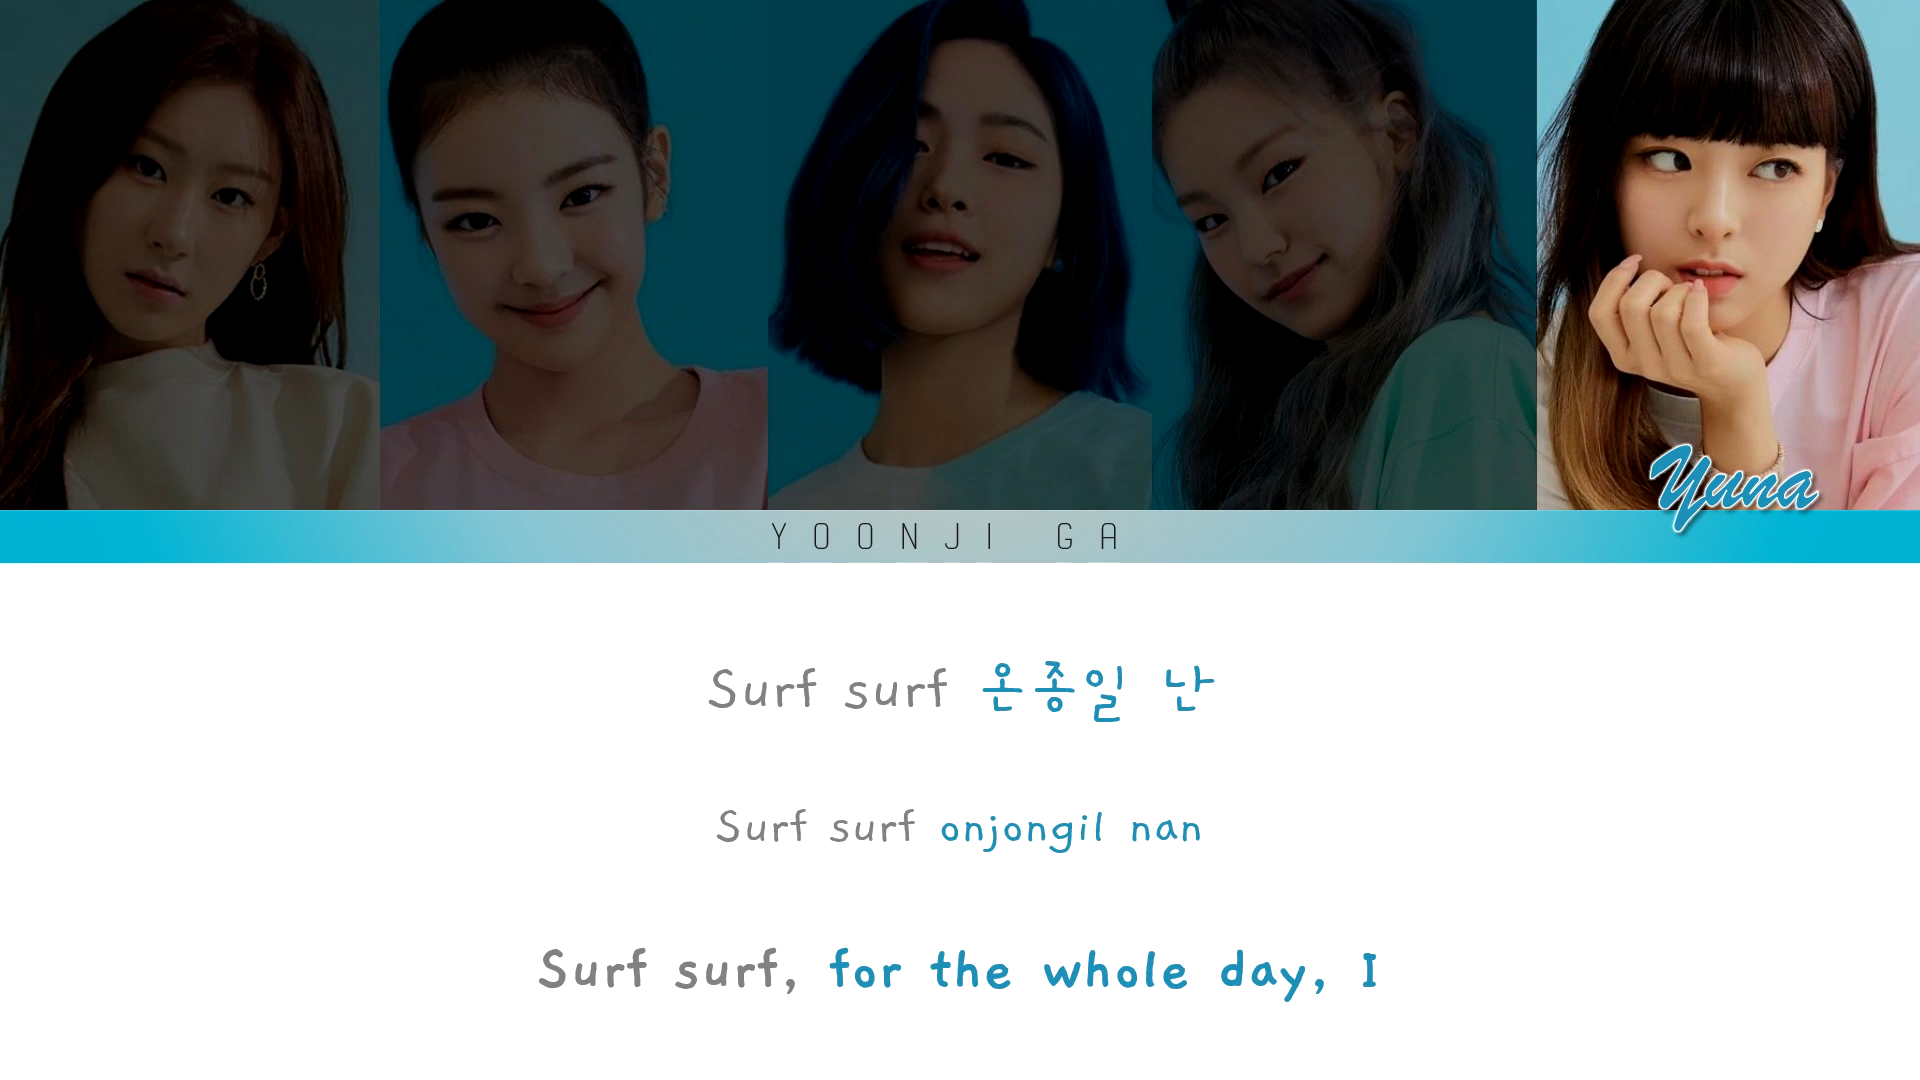 Yuna
YOONJI GA
Surf surf 온종일 난
Surf surf onjongil nan
Surf surf, for the whole day, I